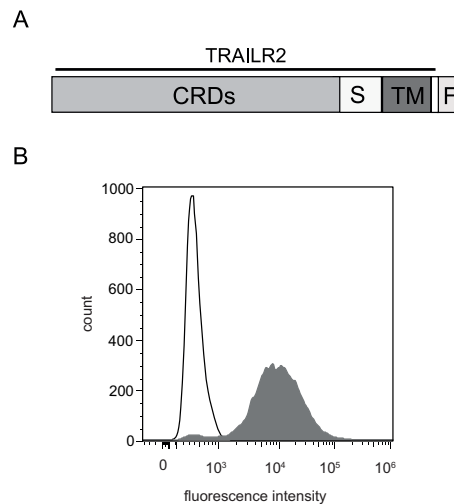 A
TRAILR2
CRDs S TM F
B
1000
800
600
400
200
0
count
0 10³ 10⁴ 10⁵ 10⁶
fluorescence intensity